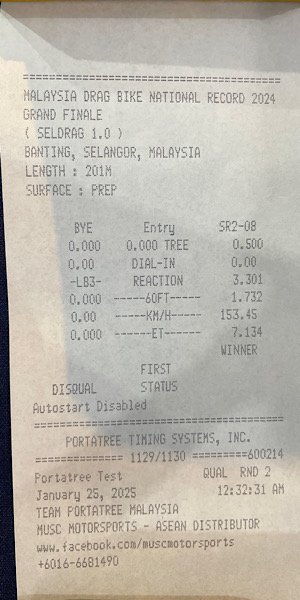 ========================================
MALAYSIA DRAG BIKE NATIONAL RECORD 2024
GRAND FINALE
( SELDRAG 1.0 )
BANTING, SELANGOR, MALAYSIA
LENGTH : 201M
SURFACE : PREP
BYE Entry SR2-08
0.000 0.000 TREE 0.500
0.00 DIAL-IN 0.00
-LB3- REACTION 3.301
0.000 ------60FT------ 1.732
0.00 ------KM/H------ 153.45
0.000 -------ET------- 7.134
WINNER
FIRST
DISQUAL STATUS
Autostart Disabled
========================================
PORTATREE TIMING SYSTEMS, INC.
=============== 1129/1130 =========600214
Portatree Test QUAL RND 2
January 25, 2025 12:32:31 AM
TEAM PORTATREE MALAYSIA
MUSC MOTORSPORTS - ASEAN DISTRIBUTOR
www.facebook.com/muscmotorsports
+6016-6681490